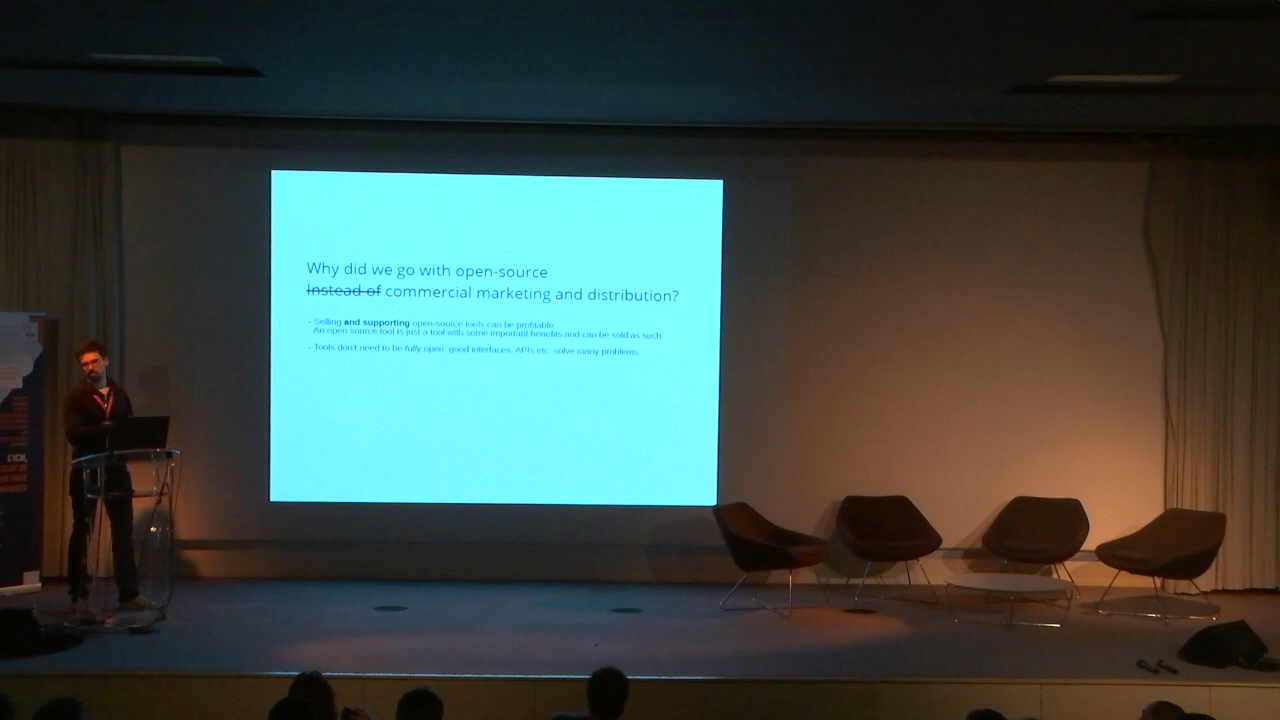 Why did we go with open-source
Instead of commercial marketing and distribution?
- Selling and supporting open-source tools can be profitable
An open source tool is just a tool with some important benefits and can be sold as such
- Tools don't need to be fully open, good interfaces, APIs etc. solve many problems
L'ICM,